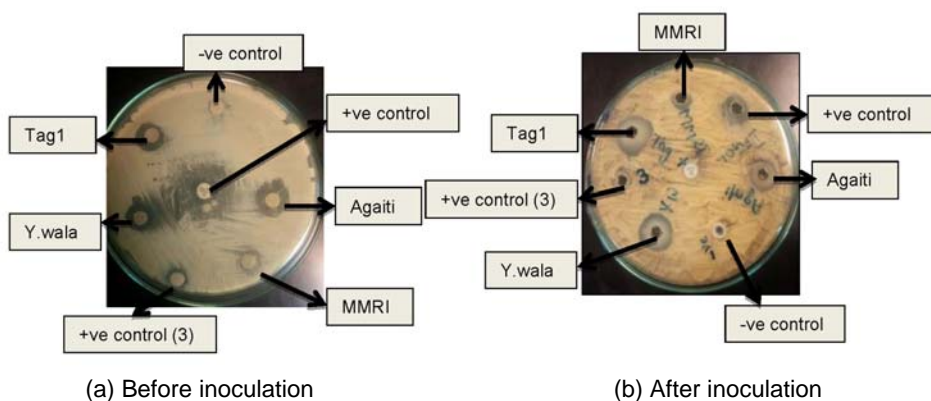 -ve control
+ve control
Tag1
Agaiti
Y.wala
MMRI
+ve control (3)
(a) Before inoculation
MMRI
+ve control
Tag1
Agaiti
+ve control (3)
3
Y.wala
-ve control
(b) After inoculation